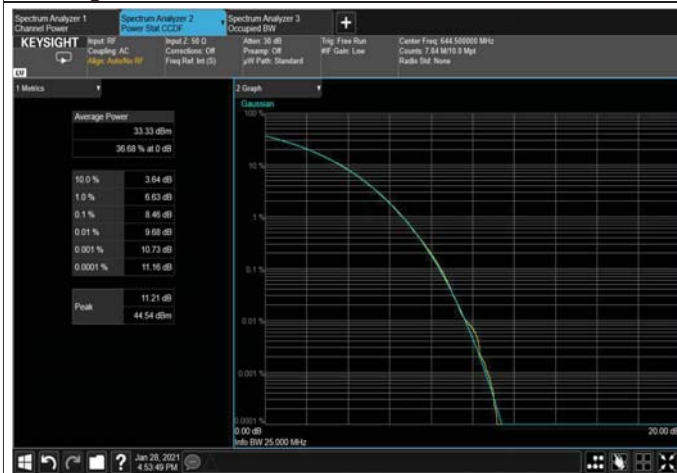 Spectrum Analyzer 1
Channel Power
Spectrum Analyzer 2
Power Stat CCDF
Spectrum Analyzer 3
Occupied BW
KEYSIGHT
Input: RF
Coupling: AC
Align: Auto/No RF
Input Z: 50 Ω
Corrections: Off
Freq Ref: Int (S)
Atten: 30 dB
Preamp: Off
µW Path: Standard
Trig: Free Run
#IF Gain: Low
Center Freq: 644.500000 MHz
Counts: 7.84 M/10.0 Mpt
Radio Std: None
1 Metrics
Average Power
33.33 dBm
36.68 % at 0 dB
10.0 % 3.64 dB
1.0 % 6.63 dB
0.1 % 8.46 dB
0.01 % 9.68 dB
0.001 % 10.73 dB
0.0001 % 11.16 dB
Peak
11.21 dB
44.54 dBm
2 Graph
Gaussian
100 %
10 %
1 %
0.1 %
0.01 %
0.001 %
0.0001 %
0.00 dB
20.00 d
Info BW 25.000 MHz
Jan 28, 2021
4:53:49 PM